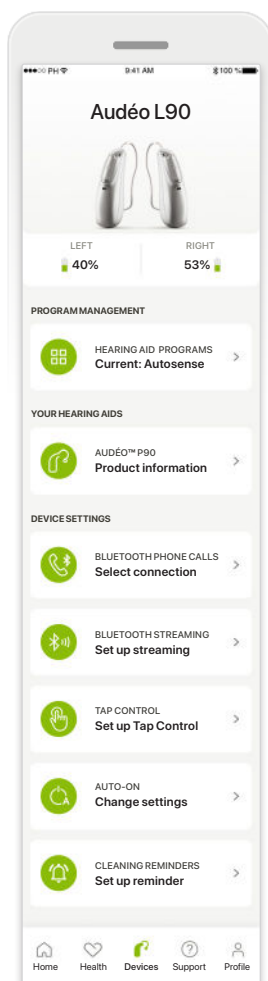 PH 9:41 AM 100 %
Audéo L90
LEFT RIGHT
40% 53%
PROGRAM MANAGEMENT
HEARING AID PROGRAMS
Current: Autosense
YOUR HEARING AIDS
AUDÉO™ P90
Product information
DEVICE SETTINGS
BLUETOOTH PHONE CALLS
Select connection
BLUETOOTH STREAMING
Set up streaming
TAP CONTROL
Set up Tap Control
A
AUTO-ON
Change settings
CLEANING REMINDERS
Set up reminder
Home Health Devices Support Profile